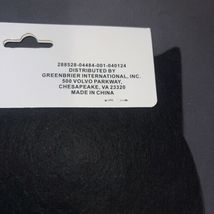 288528-04484-001-040124
DISTRIBUTED BY
GREENBRIER INTERNATIONAL, INC.
500 VOLVO PARKWAY,
CHESAPEAKE, VA 23320
MADE IN CHINA